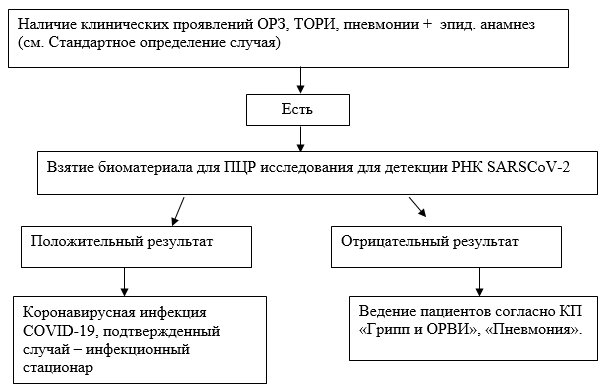 Наличие клинических проявлений ОРЗ, ТОРИ, пневмонии + эпид. анамнез
(см. Стандартное определение случая)
Есть
Взятие биоматериала для ПЦР исследования для детекции РНК SARSCoV-2
Положительный результат
Отрицательный результат
Коронавирусная инфекция
COVID-19, подтвержденный
случай – инфекционный
стационар
Ведение пациентов согласно КП
«Грипп и ОРВИ», «Пневмония».